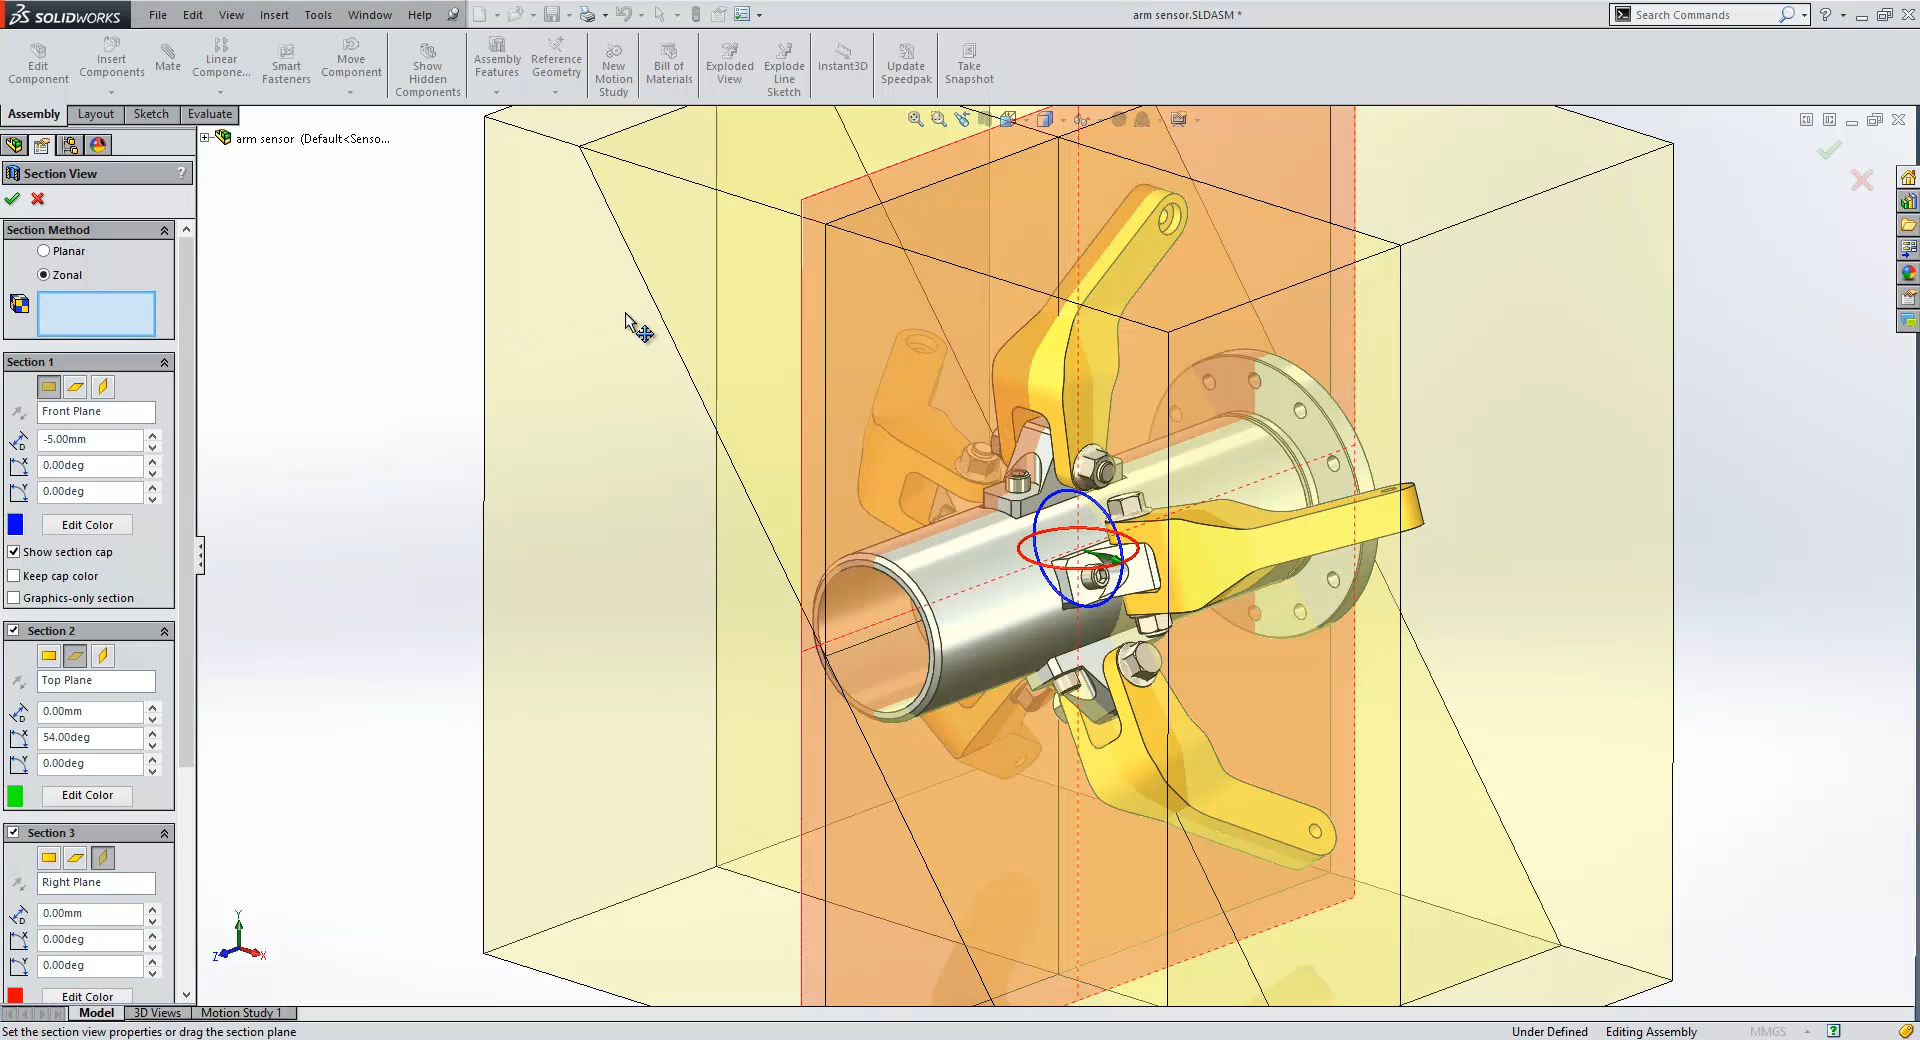 SOLIDWORKS
File Edit View Insert Tools Window Help
arm sensor.SLDASM *
Search Commands
Edit Component
Insert Components
Mate
Linear Compone...
Smart Fasteners
Move Component
Show Hidden Components
Assembly Features
Reference Geometry
New Motion Study
Bill of Materials
Exploded View
Explode Line Sketch
Instant3D
Update Speedpak
Take Snapshot
Assembly Layout Sketch Evaluate
arm sensor (Default<Senso...
Section View ?
Section Method
Planar
Zonal
Section 1
Front Plane
-5.00mm
0.00deg
0.00deg
Edit Color
Show section cap
Keep cap color
Graphics-only section
Section 2
Top Plane
0.00mm
54.00deg
0.00deg
Edit Color
Section 3
Right Plane
0.00mm
0.00deg
0.00deg
Edit Color
Y
Z X
Model 3D Views Motion Study 1
Set the section view properties or drag the section plane
Under Defined Editing Assembly MMGS ?